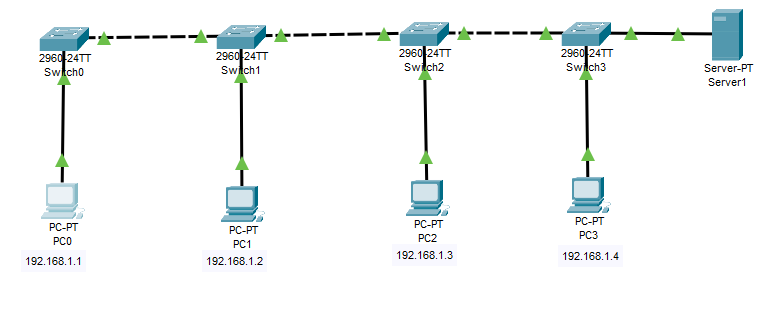 2960-24TT
Switch0
2960-24TT
Switch1
2960-24TT
Switch2
2960-24TT
Switch3
Server-PT
Server1
PC-PT
PC0
192.168.1.1
PC-PT
PC1
192.168.1.2
PC-PT
PC2
192.168.1.3
PC-PT
PC3
192.168.1.4